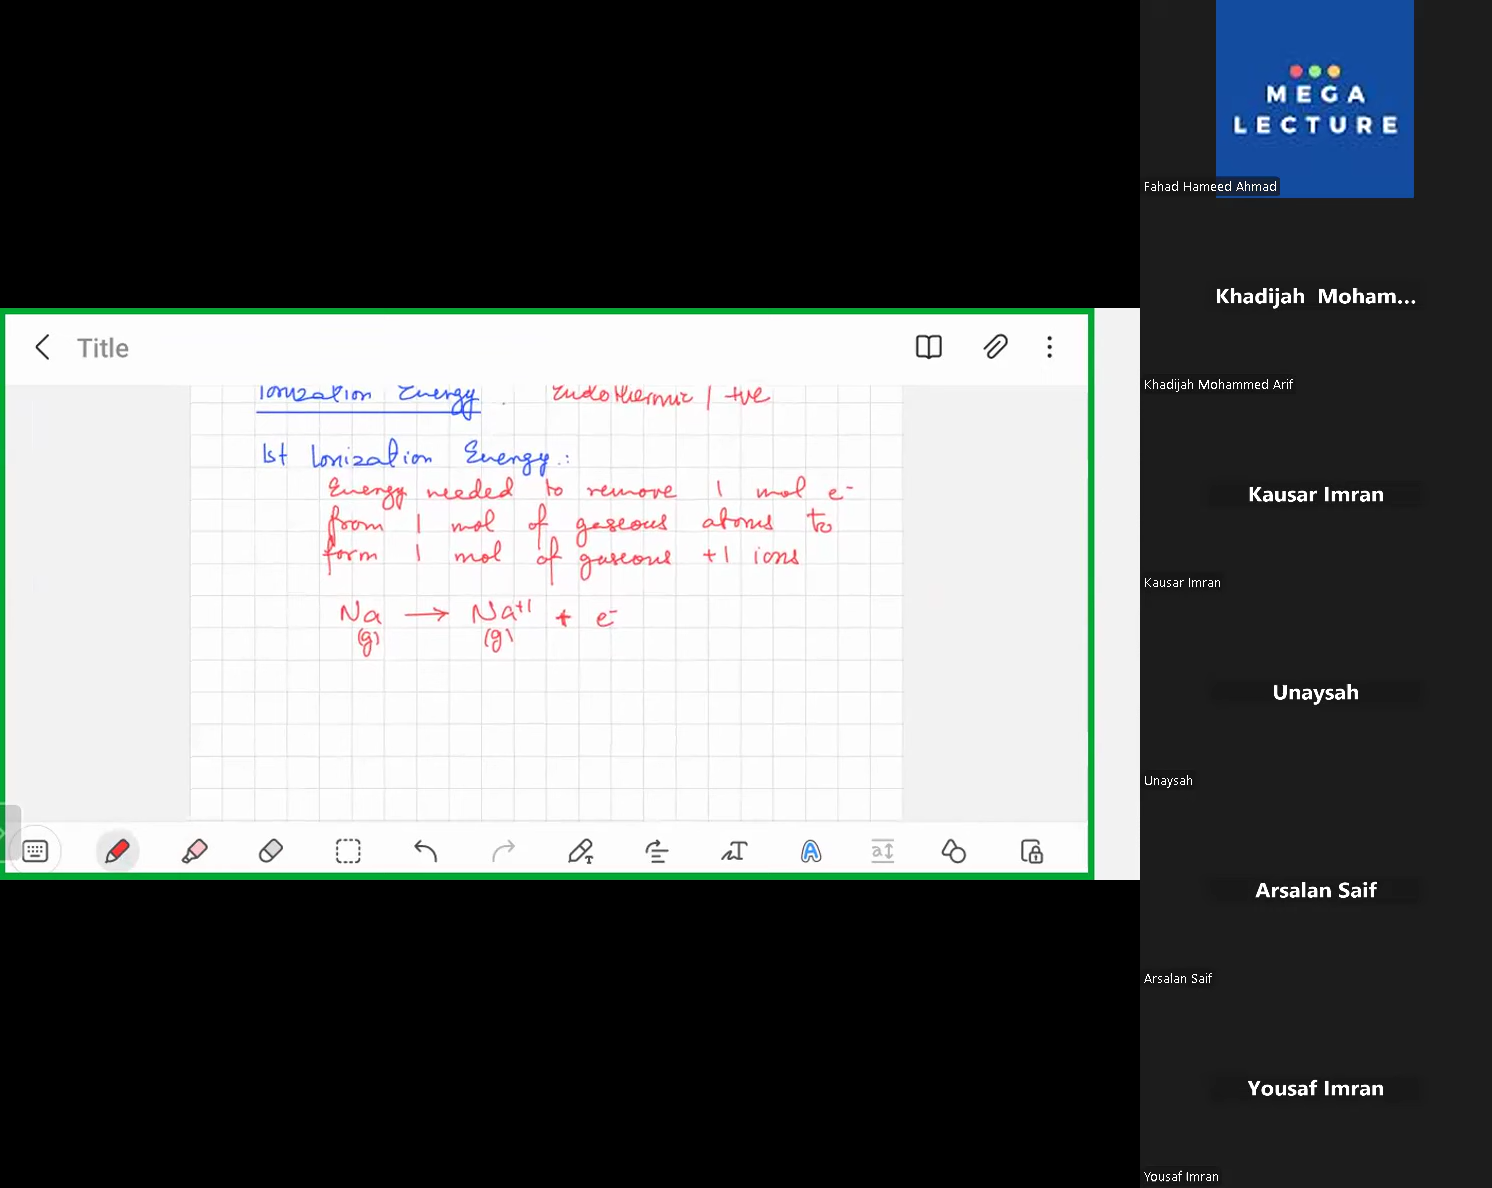 MEGA
LECTURE
Fahad Hameed Ahmad
Khadijah Moham...
Khadijah Mohammed Arif
Kausar Imran
Kausar Imran
Unaysah
Unaysah
Arsalan Saif
Arsalan Saif
Yousaf Imran
Yousaf Imran
Title
Ionization Energy. Endothermic / +ve
1st Ionization Energy:
Energy needed to remove 1 mol e⁻
from 1 mol of gaseous atoms to
form 1 mol of gaseous +1 ions
Na → Na⁺¹ + e⁻
(g) (g)
T
T
A
a